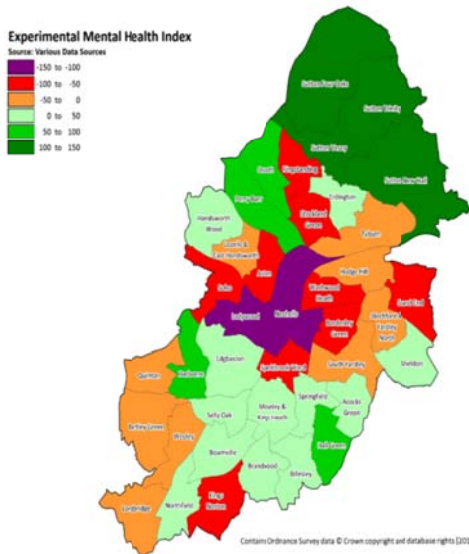 Experimental Mental Health Index
Source: Various Data Sources
-150 to -100
-100 to -50
-50 to 0
0 to 50
50 to 100
100 to 150
Sutton Four Oaks
Sutton Trinity
Sutton Vesey
Sutton New Hall
Oscott
Kingstanding
Perry Barr
Stockland
Green
Erdington
Tyburn
Handsworth
Wood
Lozells &
East Handsworth
Aston
Soho
Hodge Hill
Washwood
Heath
Nechells
Ladywood
Bordesley
Green
Shard End
Stechford &
Yardley
North
South Yardley
Sheldon
Sparkbrook
Edgbaston
Harborne
Quinton
Springfield
Acocks
Green
Moseley &
Kings Heath
Selly Oak
Hall Green
Bartley Green
Weoley
Bournville
Brandwood
Billesley
Kings
Norton
Northfield
Longbridge
Contain Ordnance Survey data © Crown copyright and database rights [201